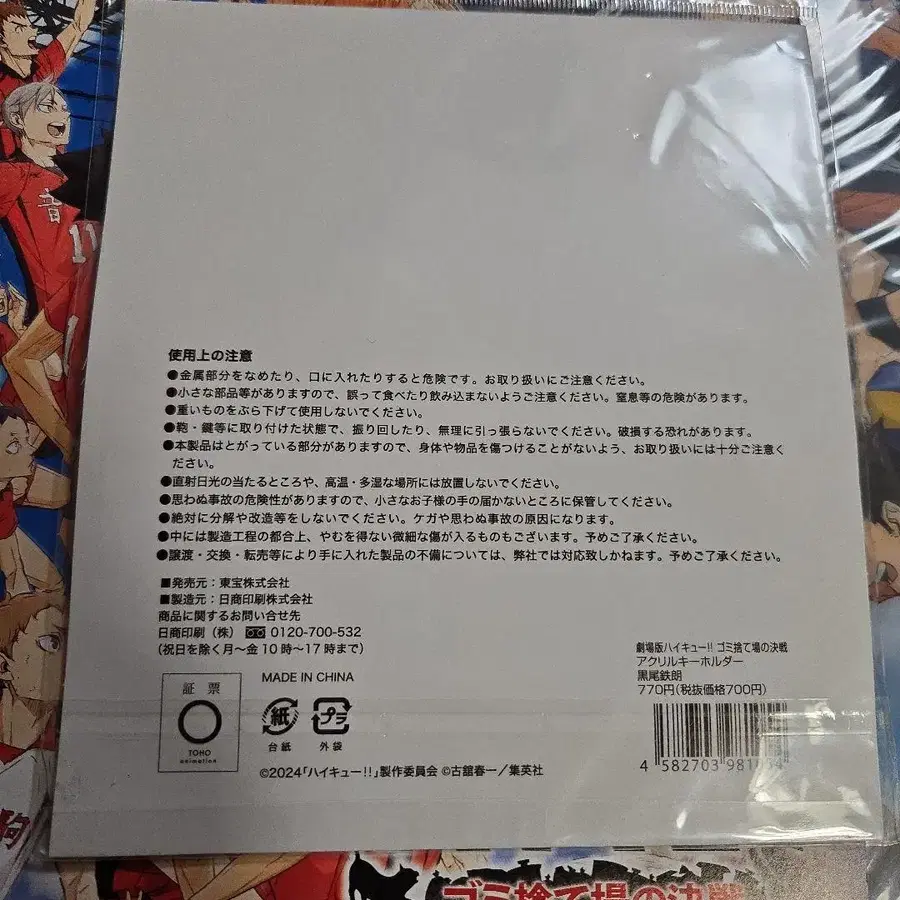 音
11
使用上の注意
●金属部分をなめたり、口に入れたりすると危険です。お取り扱いにご注意ください。
●小さな部品等がありますので、誤って食べたり飲み込まないようご注意ください。窒息等の危険があります。
●重いものをぶら下げて使用しないでください。
●鞄・鍵等に取り付けた状態で、振り回したり、無理に引っ張らないでください。破損する恐れがあります。
●本製品はとがっている部分がありますので、身体や物品を傷つけることがないよう、お取り扱いには十分ご注意く
ださい。
●直射日光の当たるところや、高温・多湿な場所には放置しないでください。
●思わぬ事故の危険性がありますので、小さなお子様の手の届かないところに保管してください。
●絶対に分解や改造等をしないでください。ケガや思わぬ事故の原因になります。
●中には製造工程の都合上、やむを得ない微細な傷が入るものもございます。予めご了承ください。
●譲渡・交換・転売等により手に入れた製品の不備については、弊社では対応致しかねます。予めご了承ください。
■発売元：東宝株式会社
■製造元：日商印刷株式会社
商品に関するお問い合せ先
日商印刷（株） 0120-700-532
（祝日を除く月～金 10 時～17 時まで）
劇場版ハイキュー!! ゴミ捨て場の決戦
アクリルキーホルダー
黒尾鉄朗
770円（税抜価格700円）
MADE IN CHINA
証票
TOHO
animation
紙
台紙
プラ
外袋
©2024「ハイキュー!!」製作委員会 ©古舘春一／集英社
4 582703 981
駒
ゴミ捨て場の決戦